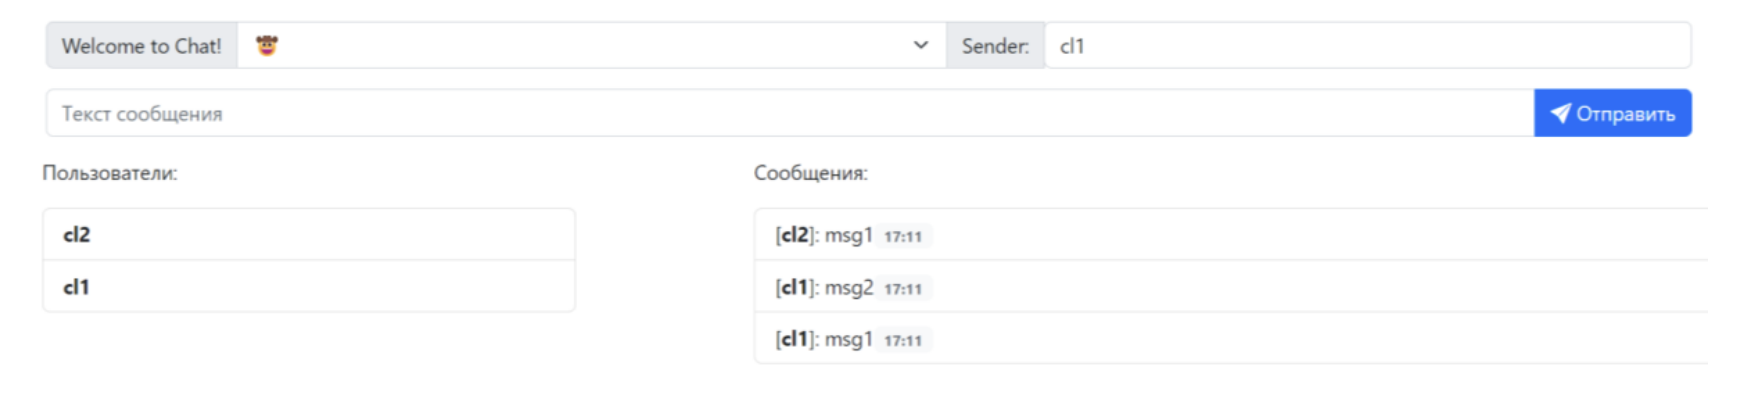 Welcome to Chat! Sender: cl1
Текст сообщения Отправить
Пользователи:
cl2
cl1
Сообщения:
[cl2]: msg1 17:11
[cl1]: msg2 17:11
[cl1]: msg1 17:11